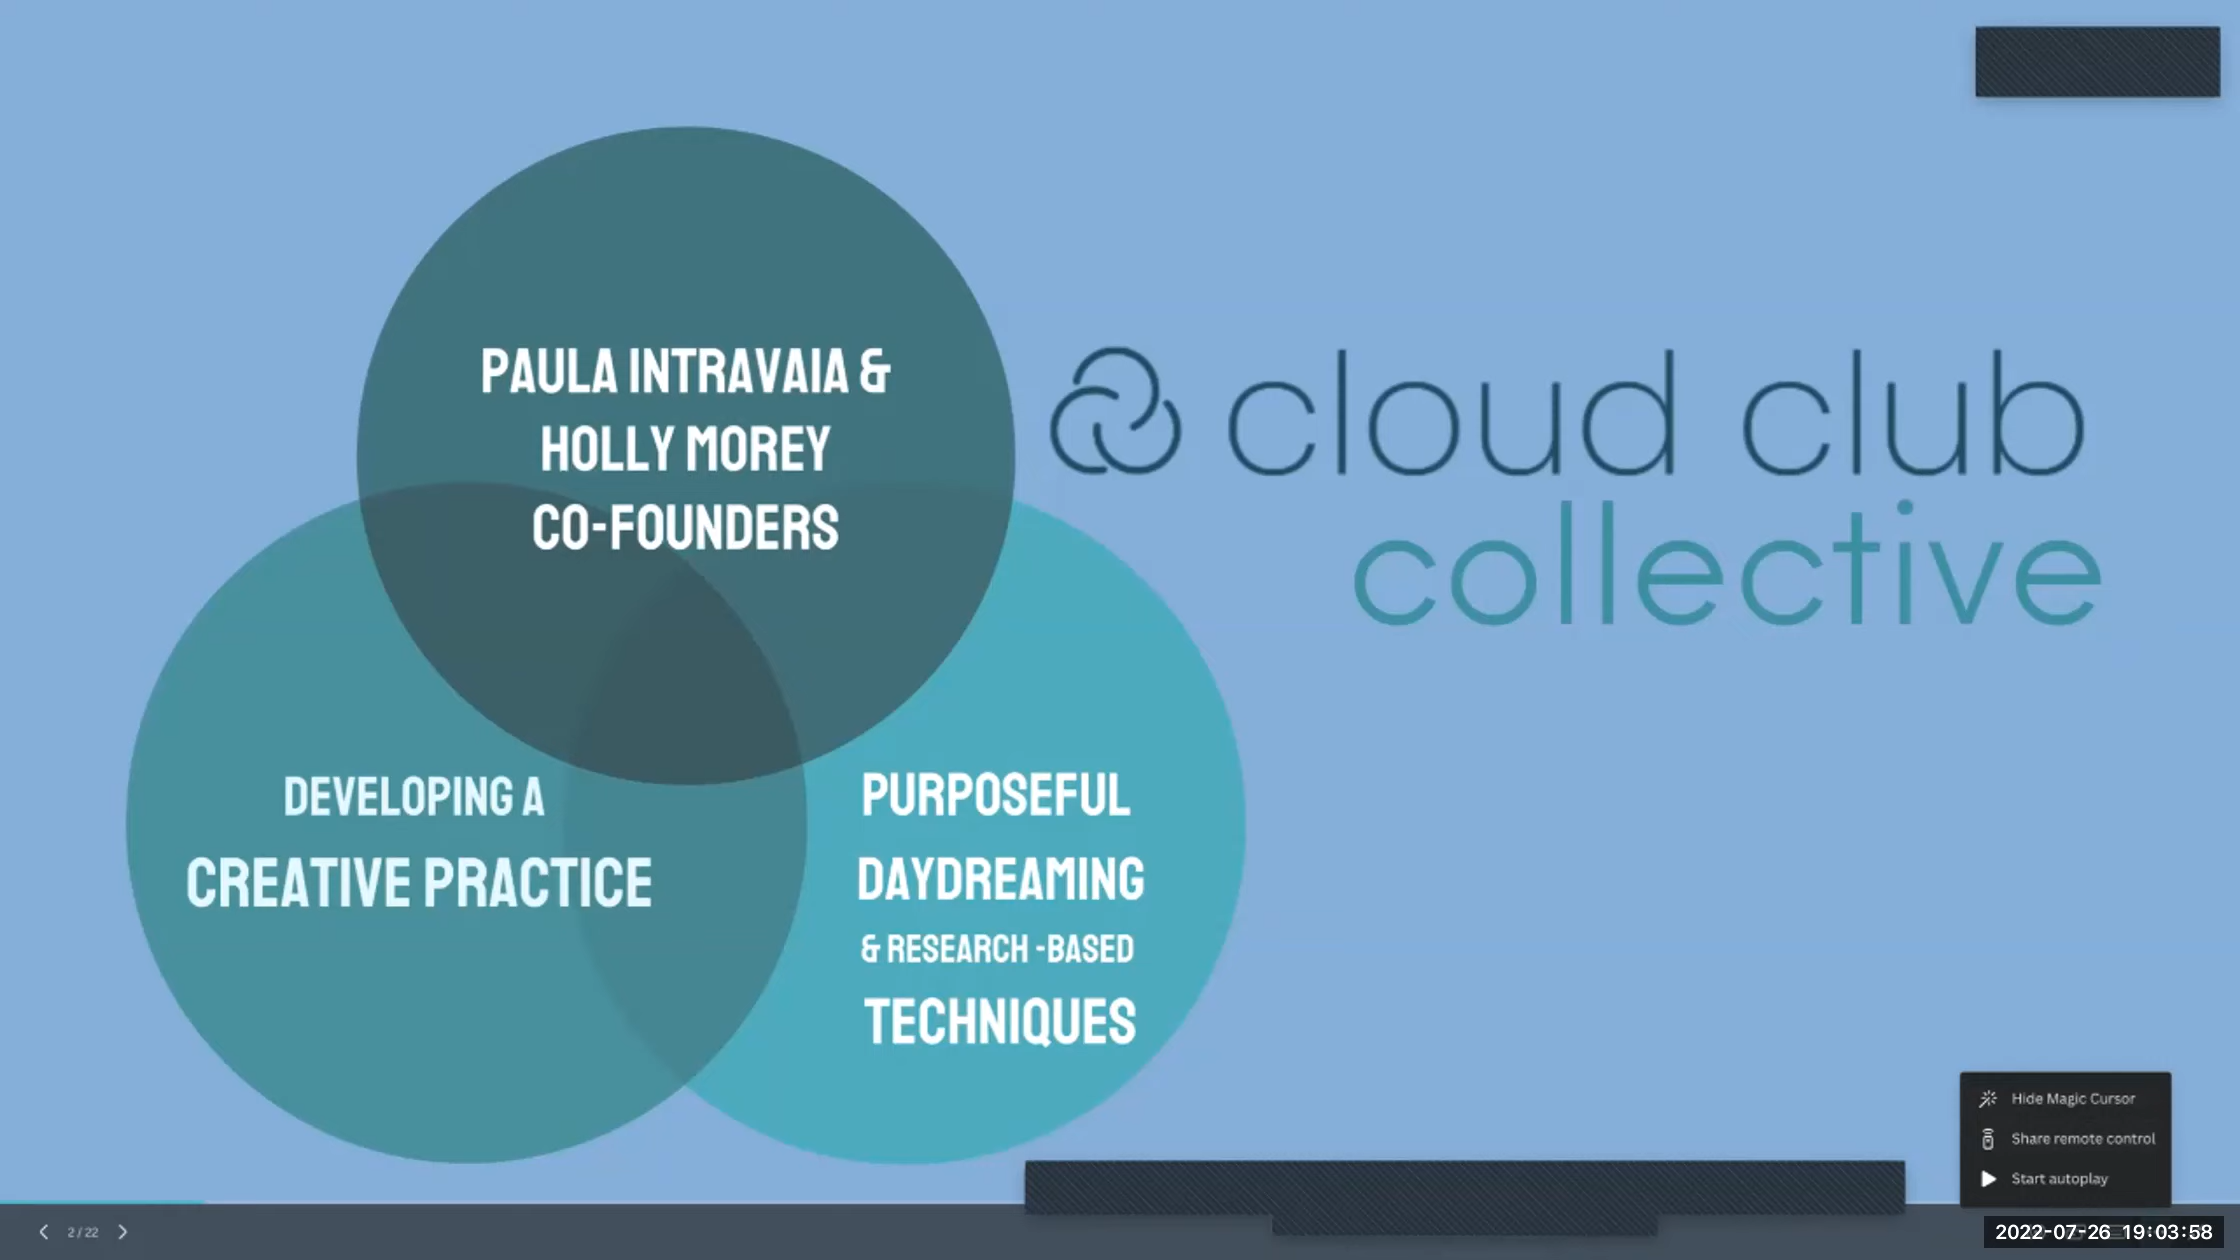 PAULA INTRAVAIA &
HOLLY MOREY
CO-FOUNDERS
cloud club
collective
DEVELOPING A
CREATIVE PRACTICE
PURPOSEFUL
DAYDREAMING
& RESEARCH -BASED
TECHNIQUES
Hide Magic Cursor
Share remote control
Start autoplay
2 / 22
2022-07-26 19:03:58